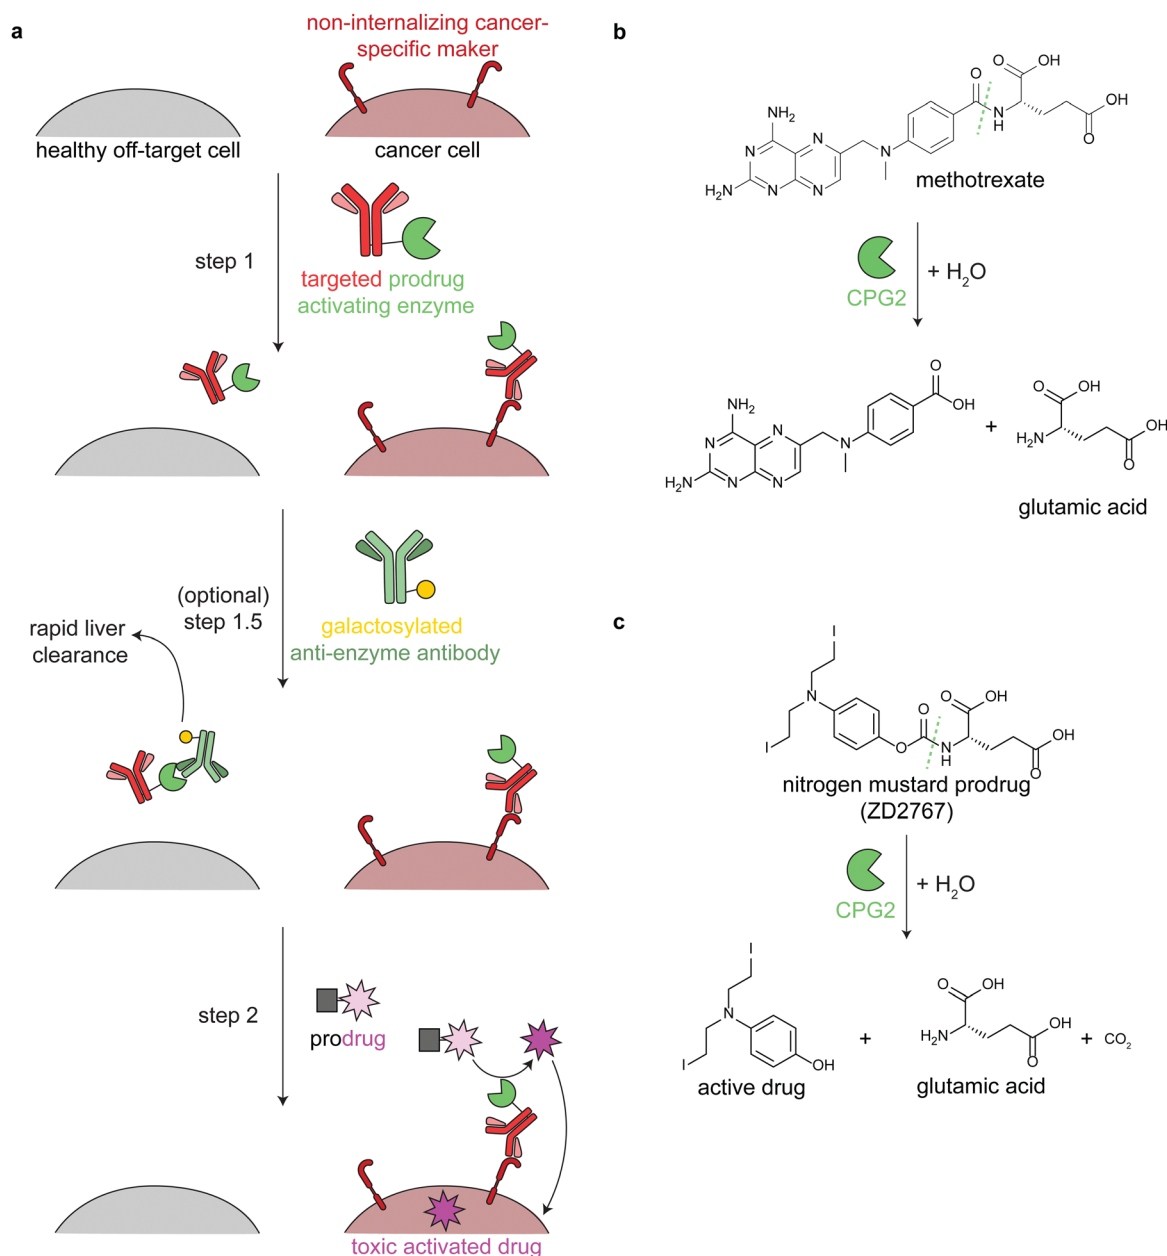 a
non-internalizing cancer-
specific maker
healthy off-target cell
cancer cell
step 1
targeted prodrug
activating enzyme
(optional)
step 1.5
galactosylated
anti-enzyme antibody
rapid liver
clearance
step 2
prodrug
toxic activated drug
b
NH2
N
N
N
N
H2N
N
O
N
H
O
OH
OH
O
methotrexate
CPG2
+ H2O
NH2
N
N
N
N
H2N
N
O
OH
+
O
OH
H2N
OH
O
glutamic acid
c
I
N
I
O
O
N
H
O
OH
OH
O
nitrogen mustard prodrug
(ZD2767)
CPG2
+ H2O
I
N
I
OH
active drug
+
O
OH
H2N
OH
O
glutamic acid
+ CO2